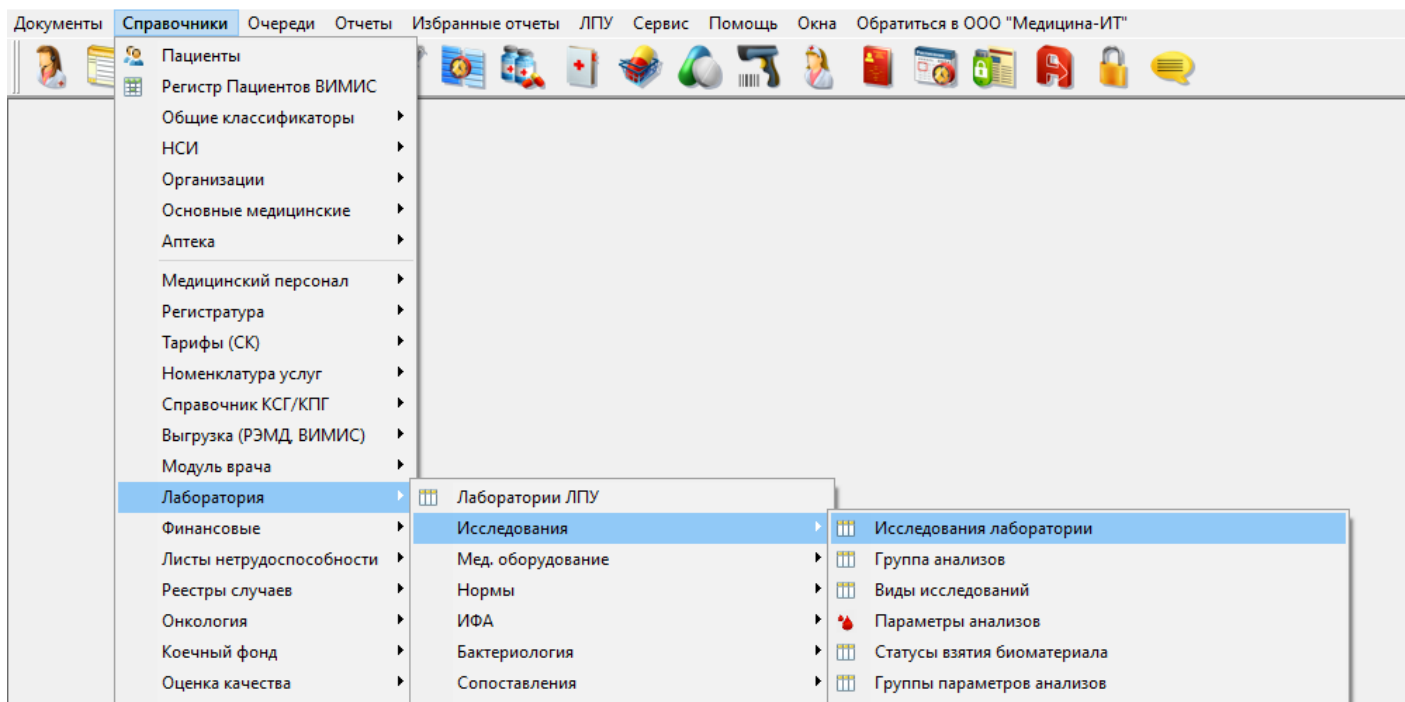 Документы Справочники Очереди Отчеты Избранные отчеты ЛПУ Сервис Помощь Окна Обратиться в ООО "Медицина-ИТ"
Пациенты
Регистр Пациентов ВИМИС
Общие классификаторы
НСИ
Организации
Основные медицинские
Аптека
Медицинский персонал
Регистратура
Тарифы (СК)
Номенклатура услуг
Справочник КСГ/КПГ
Выгрузка (РЭМД, ВИМИС)
Модуль врача
Лаборатория
Финансовые
Листы нетрудоспособности
Реестры случаев
Онкология
Коечный фонд
Оценка качества
Лаборатории ЛПУ
Исследования
Мед. оборудование
Нормы
ИФА
Бактериология
Сопоставления
Исследования лаборатории
Группа анализов
Виды исследований
Параметры анализов
Статусы взятия биоматериала
Группы параметров анализов